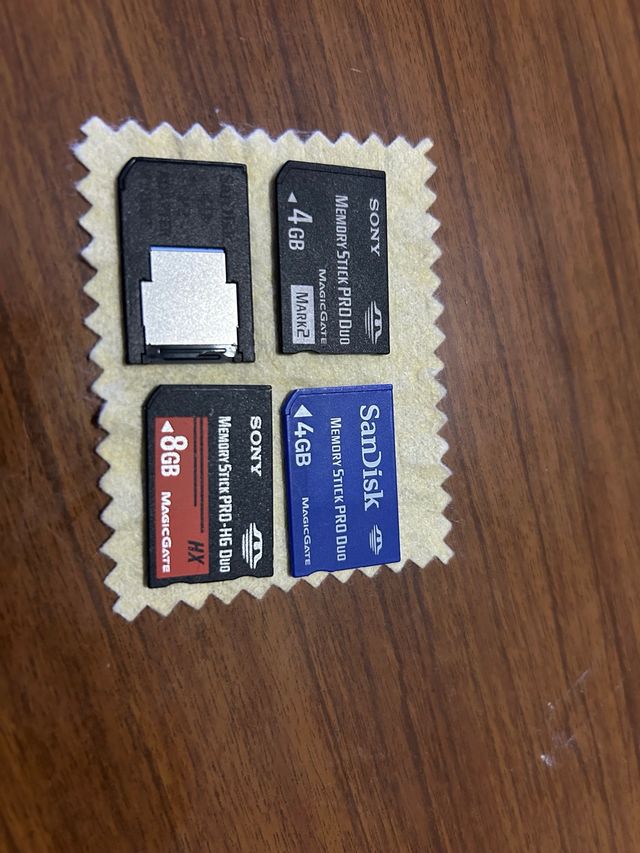 SONY
MEMORY STICK PRO DUO
4GB
MAGICGATE
MARK2
SanDisk
MEMORY STICK PRO DUO
4GB
MAGICGATE
SONY
MEMORY STICK PRO-HG DUO
HX
8GB
MAGICGATE